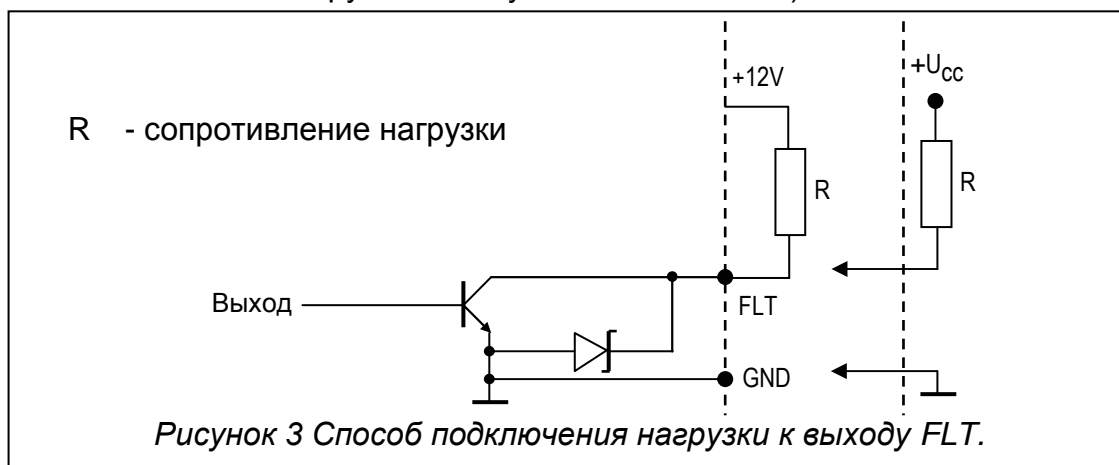 +12V
+Ucc
R - сопротивление нагрузки
R
R
Выход
FLT
GND
Рисунок 3 Способ подключения нагрузки к выходу FLT.